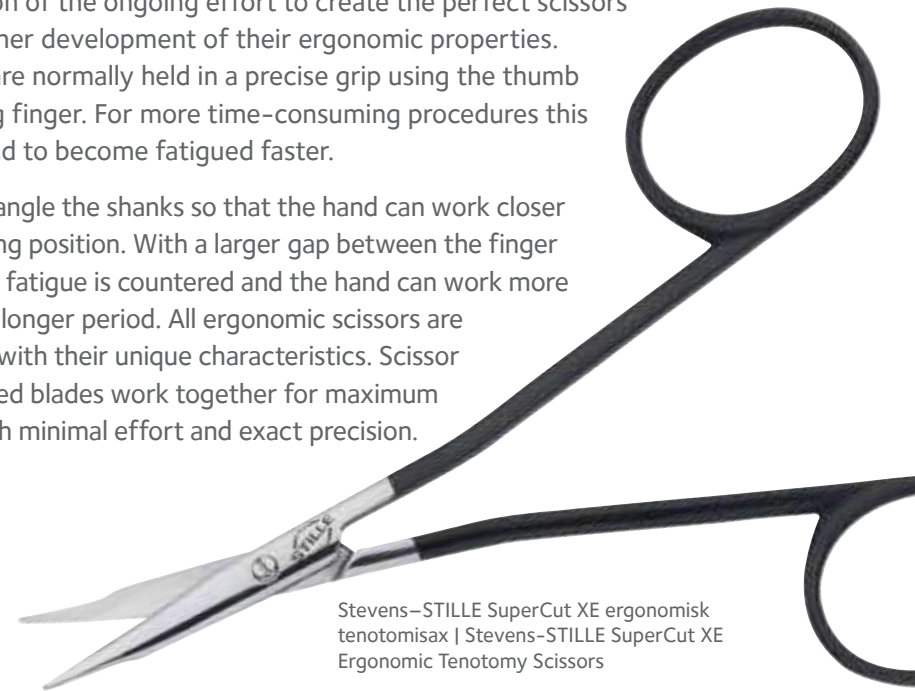 n of the ongoing effort to create the perfect scissors
her development of their ergonomic properties.
are normally held in a precise grip using the thumb
g finger. For more time-consuming procedures this
d to become fatigued faster.
angle the shanks so that the hand can work closer
ng position. With a larger gap between the finger
fatigue is countered and the hand can work more
longer period. All ergonomic scissors are
with their unique characteristics. Scissor
ed blades work together for maximum
h minimal effort and exact precision.
STILLE
Stevens–STILLE SuperCut XE ergonomisk
tenotomisax | Stevens-STILLE SuperCut XE
Ergonomic Tenotomy Scissors